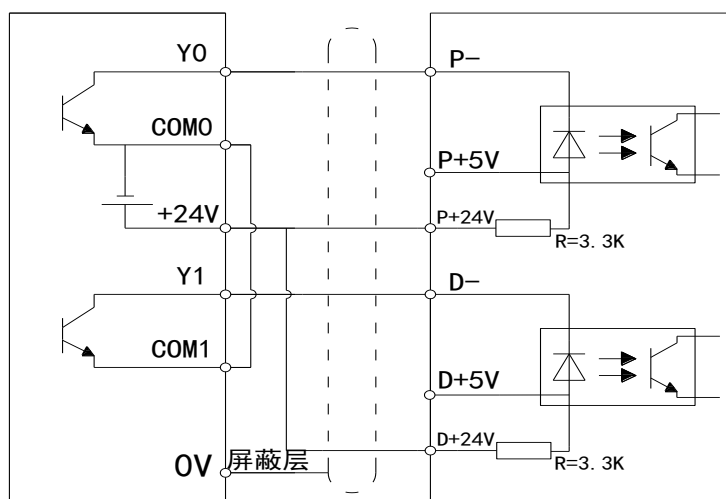 Y0
P-
COM0
P+5V
+24V
P+24V
R=3.3K
Y1
D-
COM1
D+5V
D+24V
0V
屏蔽层
R=3.3K